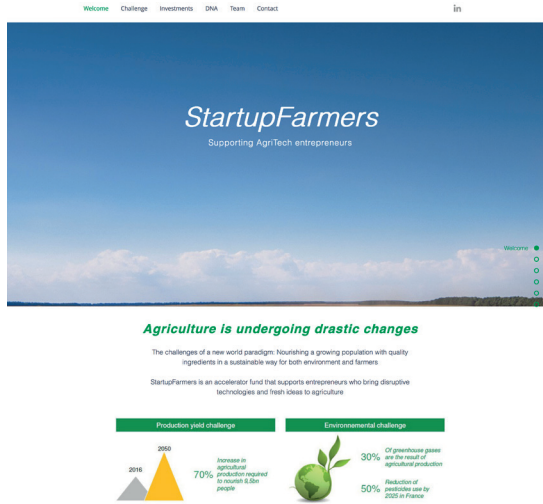 Welcome Challenge Investments DNA Team Contact in
StartupFarmers
Supporting AgriTech entrepreneurs
Welcome
Agriculture is undergoing drastic changes
The challenges of a new world paradigm: Nourishing a growing population with quality
ingredients in a sustainable way for both environment and farmers
StartupFarmers is an accelerator fund that supports entrepreneurs who bring disruptive
technologies and fresh ideas to agriculture
Production yield challenge
2050
2016
70%
Increase in
agricultural
production required
to nourish 9,5bn
people
Environnemental challenge
30%
Of greenhouse gases
are the result of
agricultural production
50%
Reduction of
pesticides use by
2025 in France